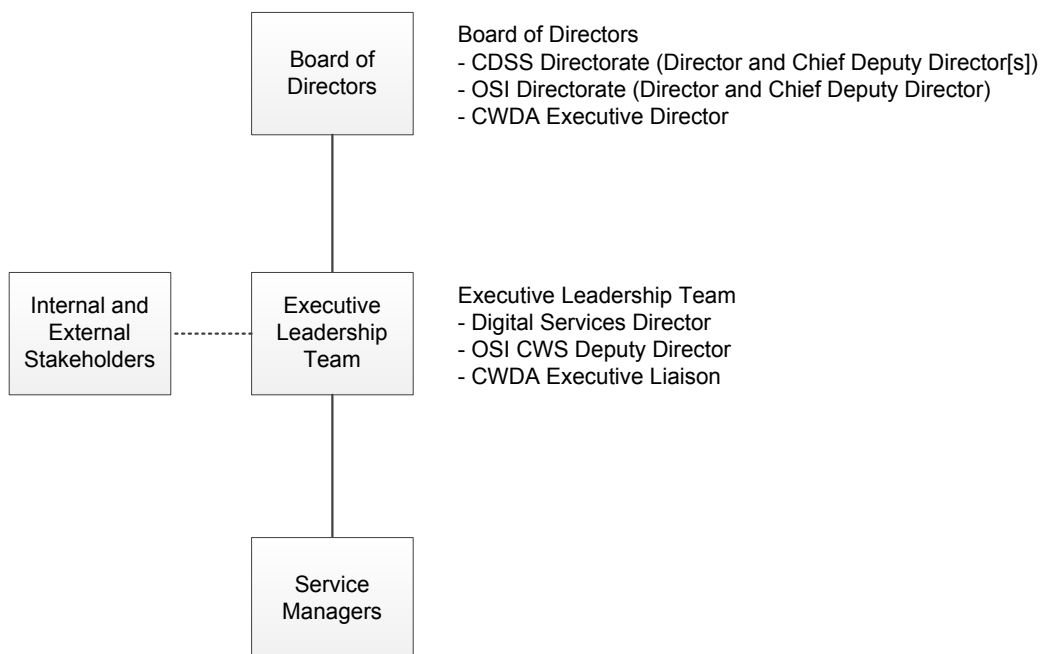 Board of
Directors
Board of Directors
- CDSS Directorate (Director and Chief Deputy Director[s])
- OSI Directorate (Director and Chief Deputy Director)
- CWDA Executive Director
Internal and
External
Stakeholders
Executive
Leadership
Team
Executive Leadership Team
- Digital Services Director
- OSI CWS Deputy Director
- CWDA Executive Liaison
Service
Managers